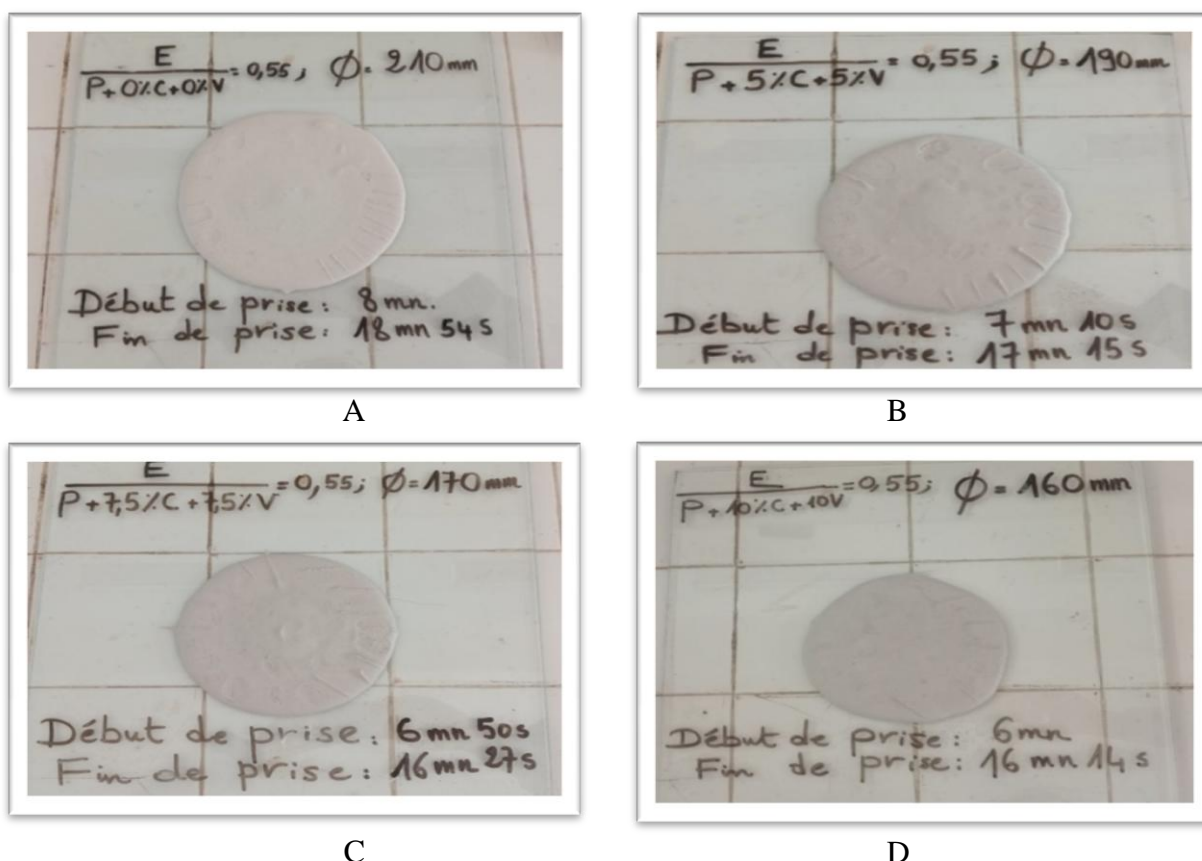 E
P+0%C+0%V = 0,55; Ø= 210mm
Début de prise: 8mn.
Fin de prise: 18mn 54s
A
E
P+5%C+5%V = 0,55; Ø=190mm
Début de prise: 7mn 10s
Fin de prise: 17mn 15s
B
E
P+7,5%C+7,5%V =0,55; Ø=170mm
Début de prise: 6mn 50s
Fin de prise: 16mn 27s
C
E
P+10%C+10V =0,55; Ø= 160mm
Début de prise: 6mn
Fin de prise: 16mn 14s
D